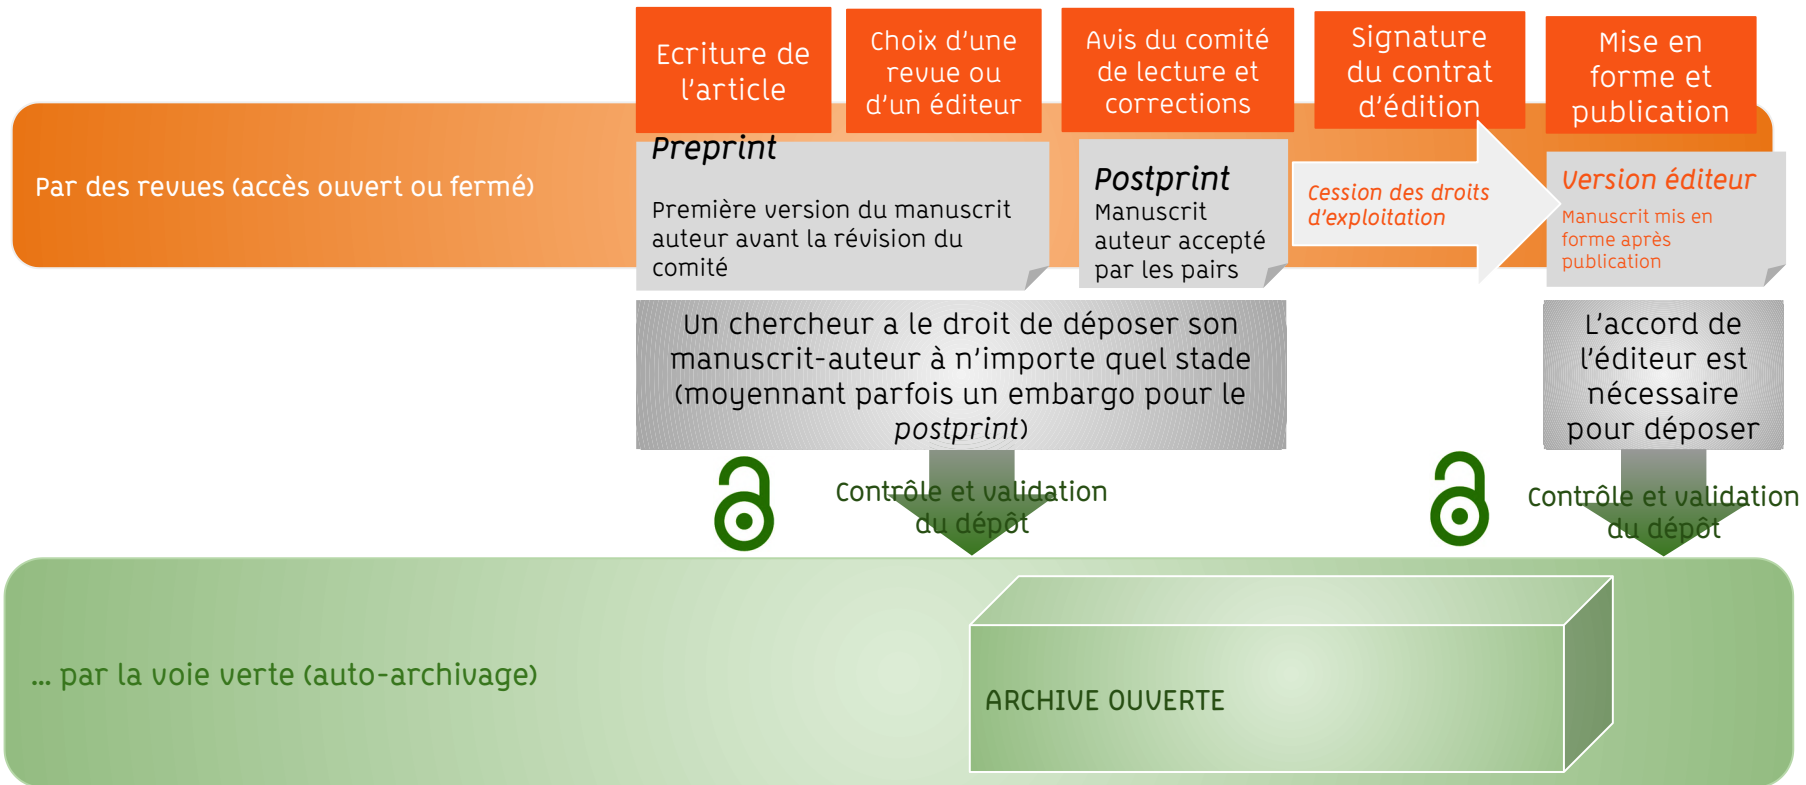 Ecriture de
l'article
Choix d'une
revue ou
d'un éditeur
Avis du comité
de lecture et
corrections
Signature
du contrat
d'édition
Mise en
forme et
publication
Par des revues (accès ouvert ou fermé)
Preprint
Première version du manuscrit
auteur avant la révision du
comité
Postprint
Manuscrit
auteur accepté
par les pairs
Cession des droits
d'exploitation
Version éditeur
Manuscrit mis en
forme après
publication
Un chercheur a le droit de déposer son
manuscrit-auteur à n'importe quel stade
(moyennant parfois un embargo pour le
postprint)
L'accord de
l'éditeur est
nécessaire
pour déposer
Contrôle et validation
du dépôt
Contrôle et validation
du dépôt
... par la voie verte (auto-archivage)
ARCHIVE OUVERTE